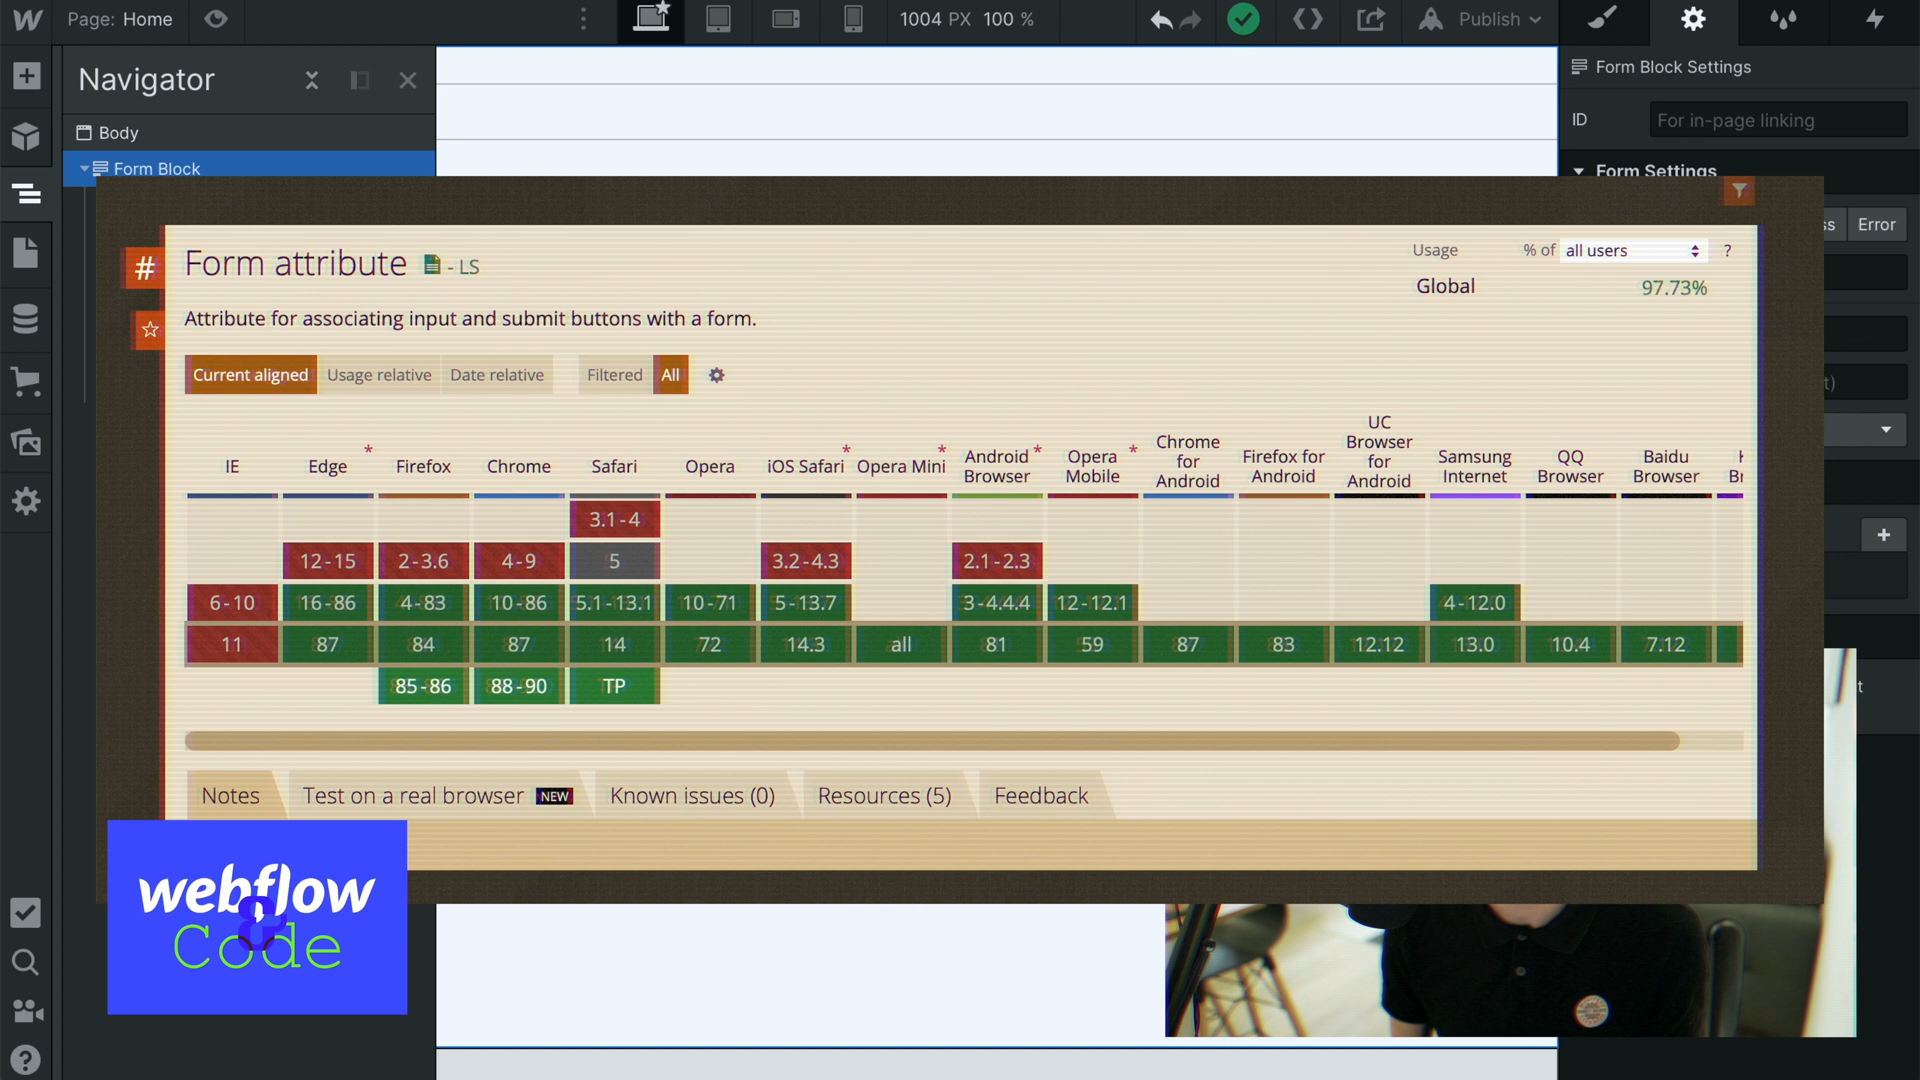 Page: Home
1004 PX 100 %
Publish
Navigator
Body
Form Block
Form Block Settings
ID For in-page linking
Form Settings
Error
# Form attribute - LS
Usage % of all users ?
Global 97.73%
Attribute for associating input and submit buttons with a form.
Current aligned Usage relative Date relative Filtered All
IE Edge * Firefox Chrome Safari Opera iOS Safari * Opera Mini * Android Browser * Opera Mobile * Chrome for Android Firefox for Android UC Browser for Android Samsung Internet QQ Browser Baidu Browser
3.1-4
12-15 2-3.6 4-9 5 3.2-4.3 2.1-2.3
6-10 16-86 4-83 10-86 5.1-13.1 10-71 5-13.7 3-4.4.4 12-12.1 4-12.0
11 87 84 87 14 72 14.3 all 81 59 87 83 12.12 13.0 10.4 7.12
85-86 88-90 TP
Notes Test on a real browser NEW Known issues (0) Resources (5) Feedback
webflow
&
Code